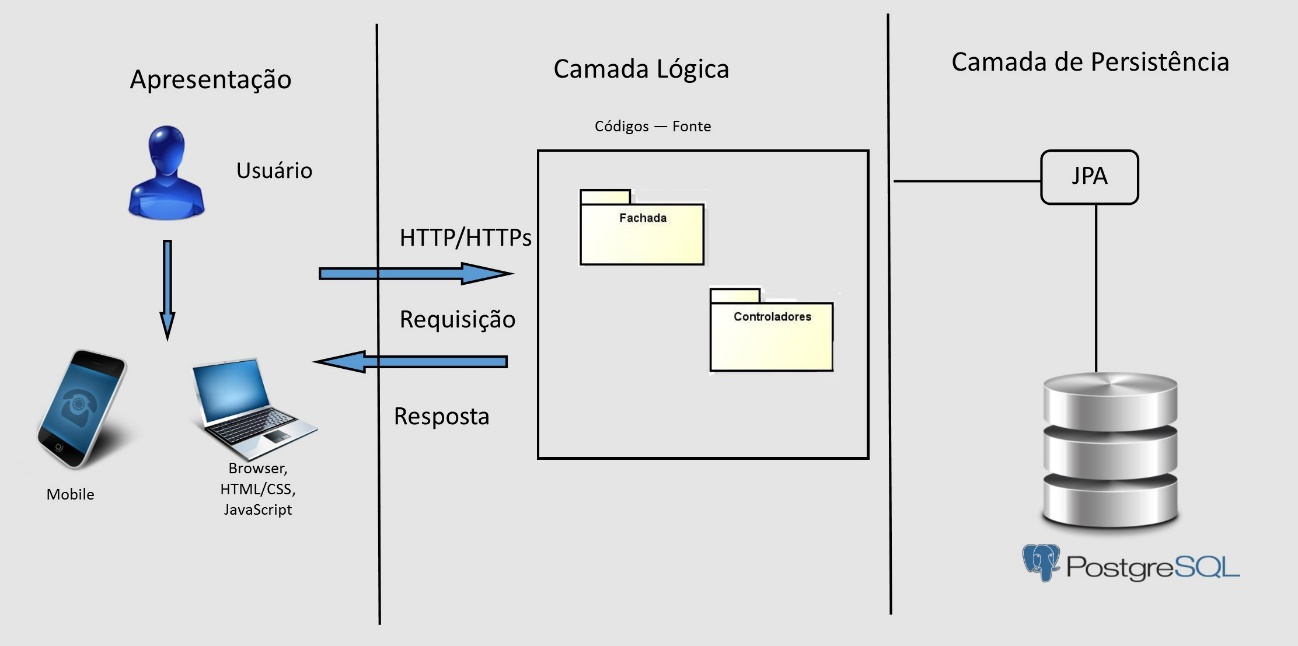 Apresentação
Usuário
Mobile
Browser,
HTML/CSS,
JavaScript
Camada Lógica
Códigos — Fonte
HTTP/HTTPs
Requisição
Resposta
Fachada
Controladores
Camada de Persistência
JPA
PostgreSQL